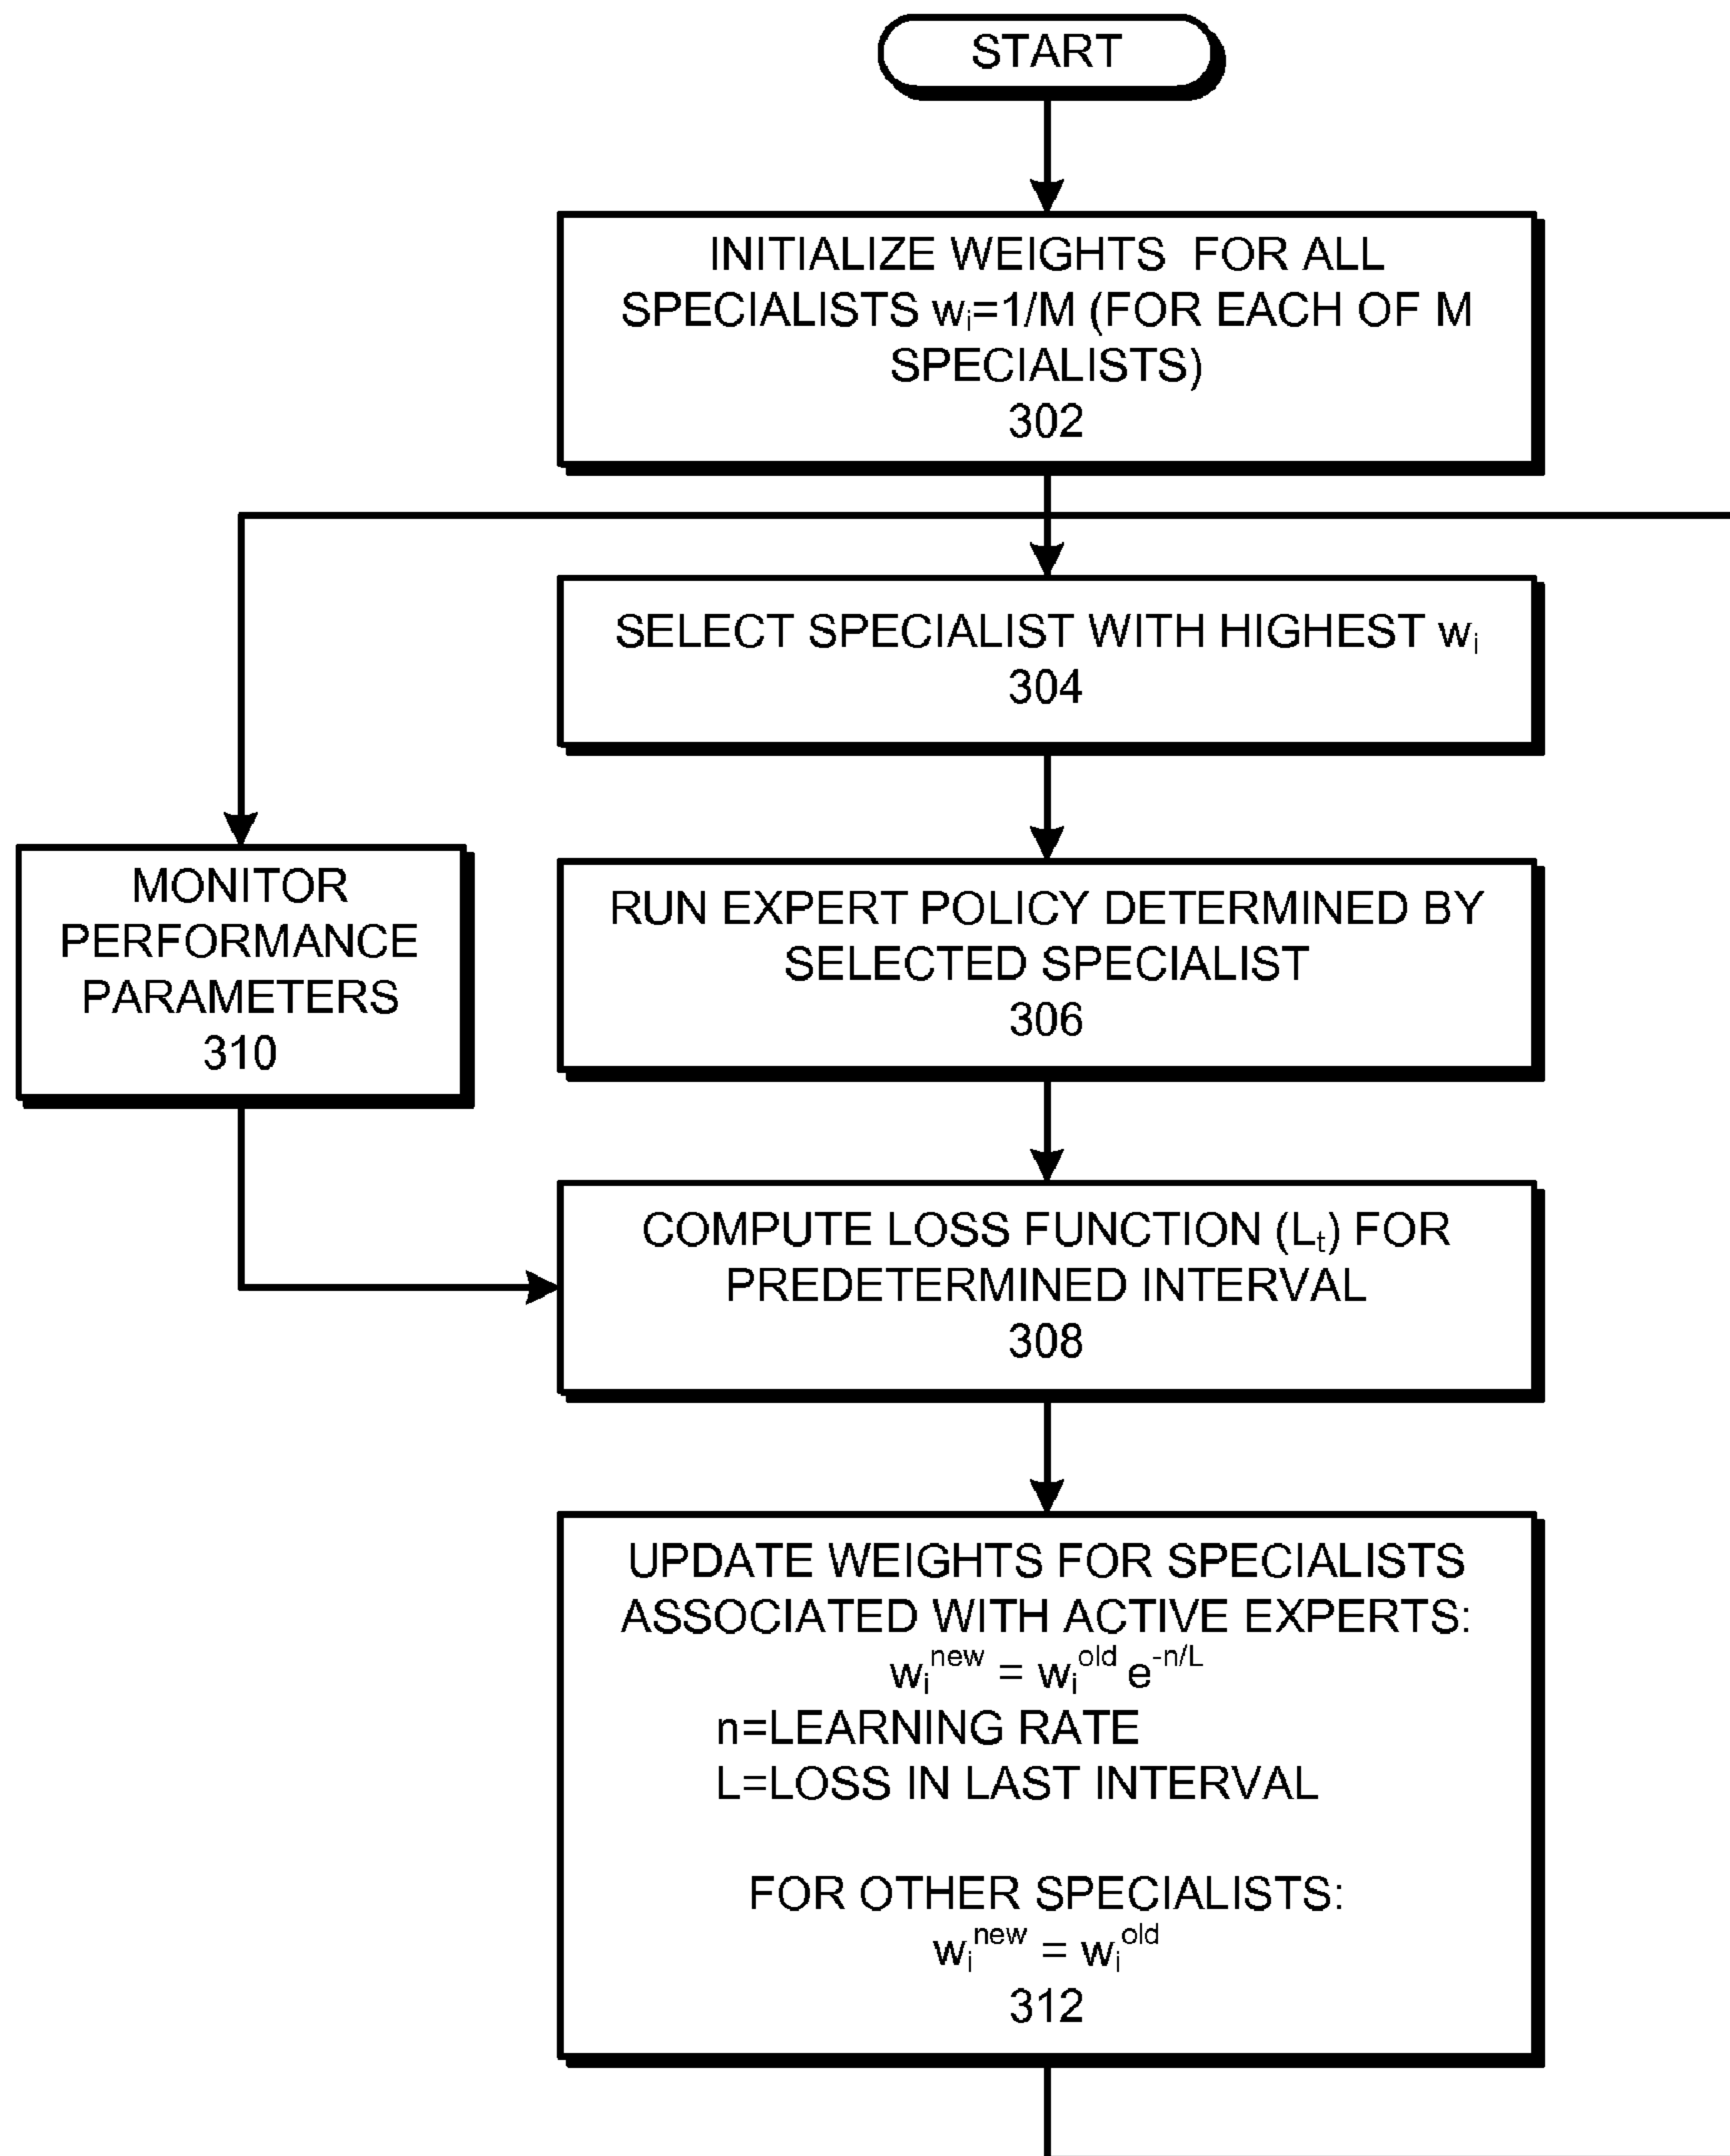 START
INITIALIZE WEIGHTS FOR ALL
SPECIALISTS wᵢ=1/M (FOR EACH OF M
SPECIALISTS)
302
SELECT SPECIALIST WITH HIGHEST wᵢ
304
MONITOR
PERFORMANCE
PARAMETERS
310
RUN EXPERT POLICY DETERMINED BY
SELECTED SPECIALIST
306
COMPUTE LOSS FUNCTION (Lₜ) FOR
PREDETERMINED INTERVAL
308
UPDATE WEIGHTS FOR SPECIALISTS
ASSOCIATED WITH ACTIVE EXPERTS:
wᵢⁿᵉʷ = wᵢᵒˡᵈ e⁻ⁿ/ᴸ
n=LEARNING RATE
L=LOSS IN LAST INTERVAL
FOR OTHER SPECIALISTS:
wᵢⁿᵉʷ = wᵢᵒˡᵈ
312